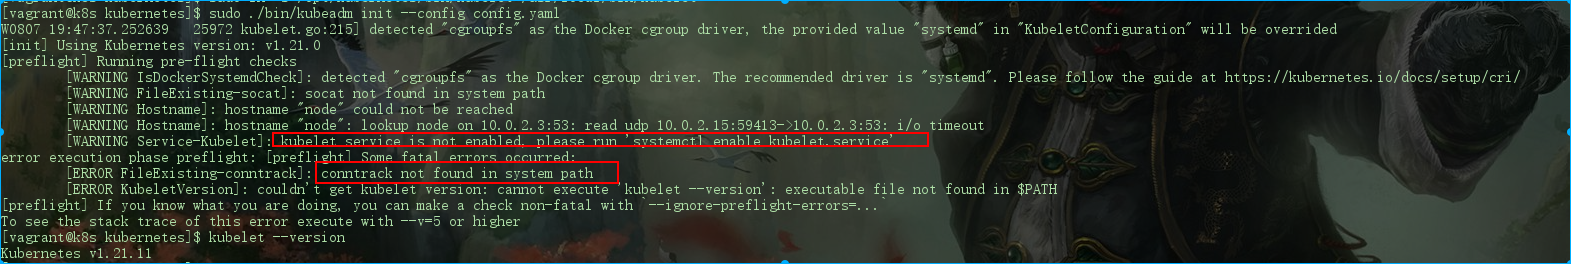 [vagrant@k8s kubernetes]$ sudo ./bin/kubeadm init --config config.yaml
W0807 19:47:37.252639   25972 kubelet.go:215] detected "cgroupfs" as the Docker cgroup driver, the provided value "systemd" in "KubeletConfiguration" will be overrided
[init] Using Kubernetes version: v1.21.0
[preflight] Running pre-flight checks
[WARNING IsDockerSystemdCheck]: detected "cgroupfs" as the Docker cgroup driver. The recommended driver is "systemd". Please follow the guide at https://kubernetes.io/docs/setup/cri/
[WARNING FileExisting-socat]: socat not found in system path
[WARNING Hostname]: hostname "node" could not be reached
[WARNING Hostname]: hostname "node": lookup node on 10.0.2.3:53: read udp 10.0.2.15:59413->10.0.2.3:53: i/o timeout
[WARNING Service-Kubelet]: kubelet service is not enabled, please run 'systemctl enable kubelet.service'
error execution phase preflight: [preflight] Some fatal errors occurred:
[ERROR FileExisting-conntrack]: conntrack not found in system path
[ERROR KubeletVersion]: couldn't get kubelet version: cannot execute 'kubelet --version': executable file not found in $PATH
[preflight] If you know what you are doing, you can make a check non-fatal with `--ignore-preflight-errors=...`
To see the stack trace of this error execute with --v=5 or higher
[vagrant@k8s kubernetes]$ kubelet --version
Kubernetes v1.21.11